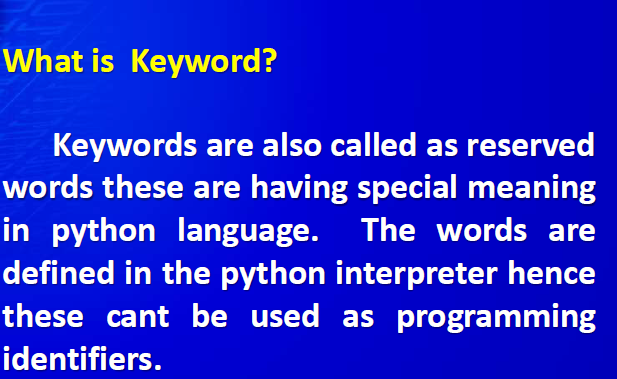 What is  Keyword?
Keywords are also called as reserved
words these are having special meaning
in python language.  The words are
defined in the python interpreter hence
these cant be used as programming
identifiers.